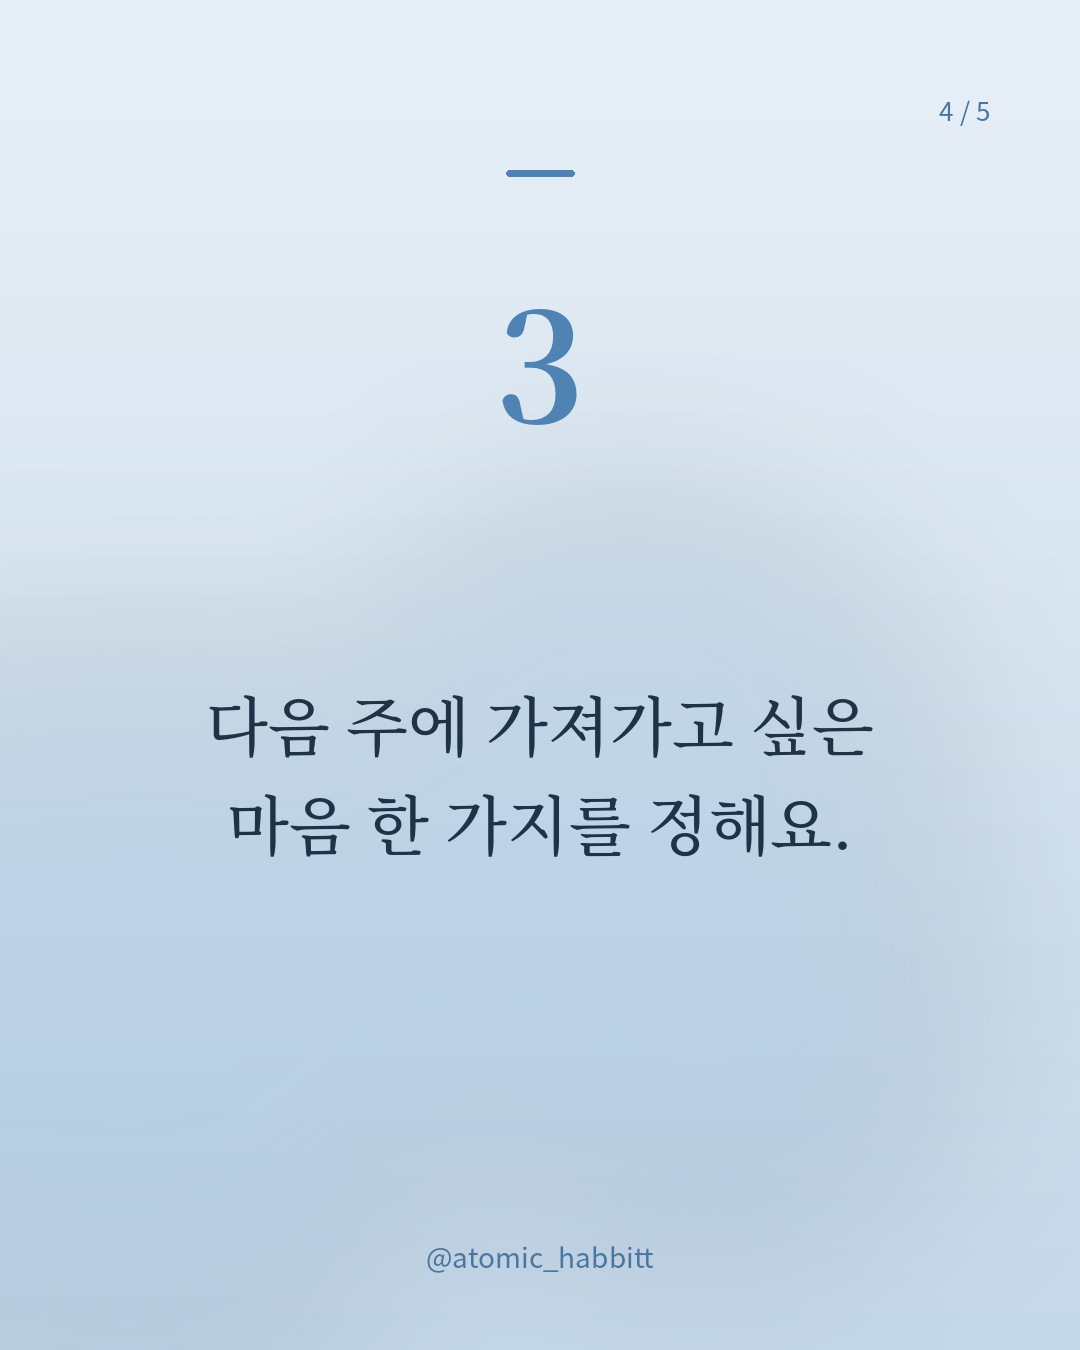 4 / 5
3
다음 주에 가져가고 싶은
마음 한 가지를 정해요.
@atomic_habbitt